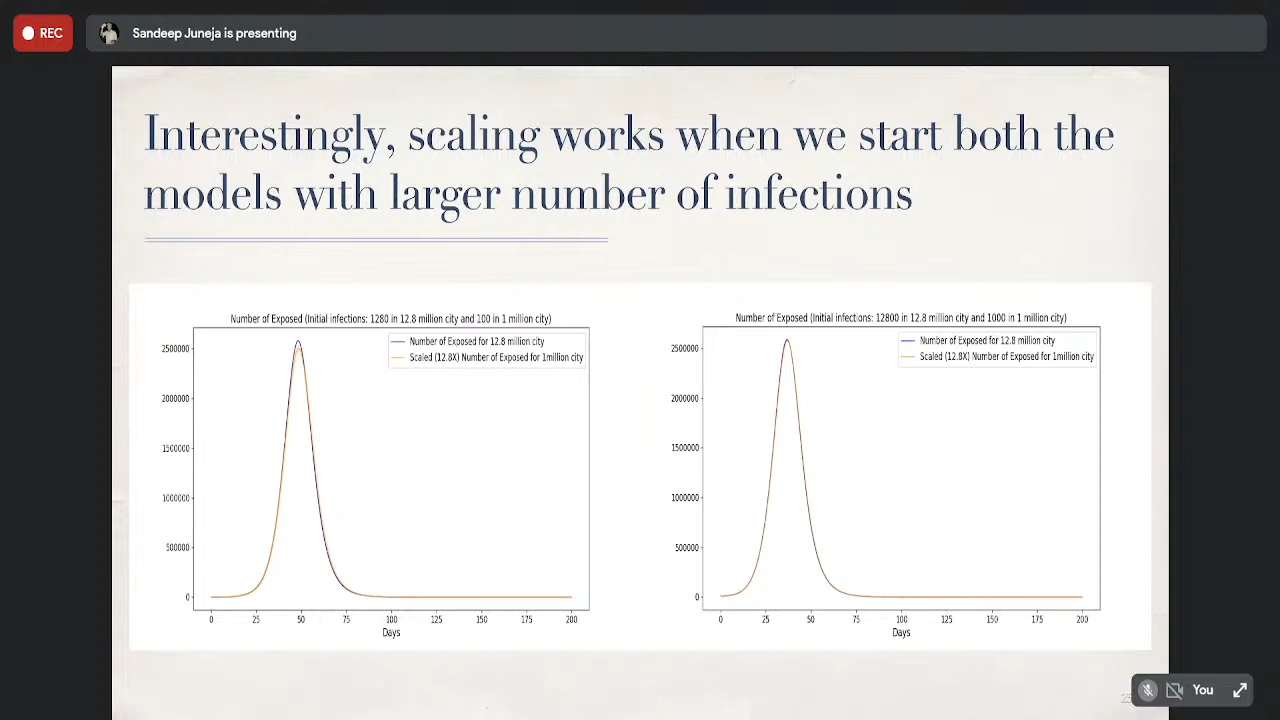 REC
Sandeep Juneja is presenting
Interestingly, scaling works when we start both the
models with larger number of infections
Number of Exposed (Initial infections: 1280 in 12.8 million city and 100 in 1 million city)
Number of Exposed for 12.8 million city
Scaled (12.8X) Number of Exposed for 1million city
2500000
2000000
1500000
1000000
500000
0
0 25 50 75 100 125 150 175 200
Days
Number of Exposed (Initial infections: 12800 in 12.8 million city and 1000 in 1 million city)
Number of Exposed for 12.8 million city
Scaled (12.8X) Number of Exposed for 1million city
2500000
2000000
1500000
1000000
500000
0
0 25 50 75 100 125 150 175 200
Days
You